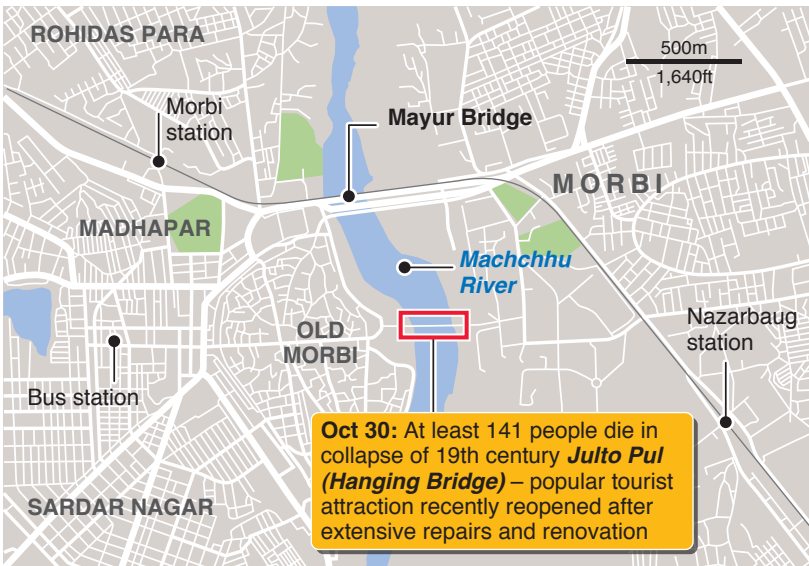 ROHIDAS PARA
500m
1,640ft
Morbi
station
Mayur Bridge
MORBI
MADHAPAR
Machchhu
River
Nazarbaug
station
OLD
MORBI
Bus station
Oct 30: At least 141 people die in
collapse of 19th century Julto Pul
(Hanging Bridge) – popular tourist
attraction recently reopened after
extensive repairs and renovation
SARDAR NAGAR